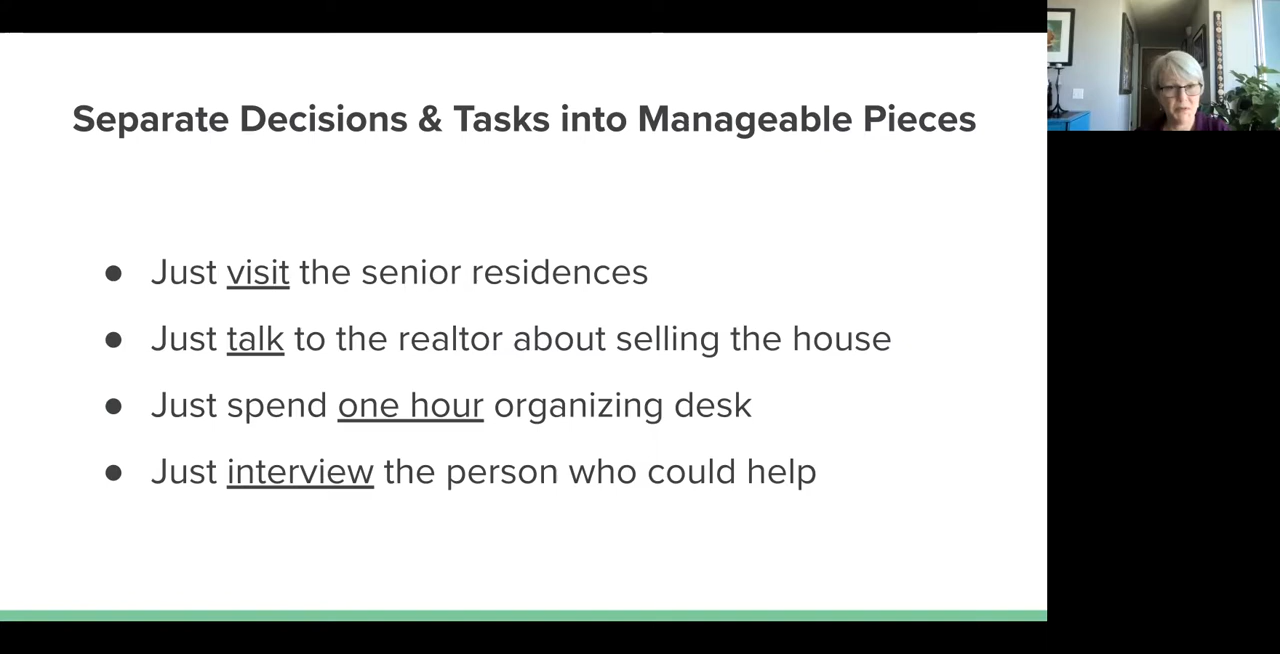 Separate Decisions & Tasks into Manageable Pieces
● Just visit the senior residences
● Just talk to the realtor about selling the house
● Just spend one hour organizing desk
● Just interview the person who could help